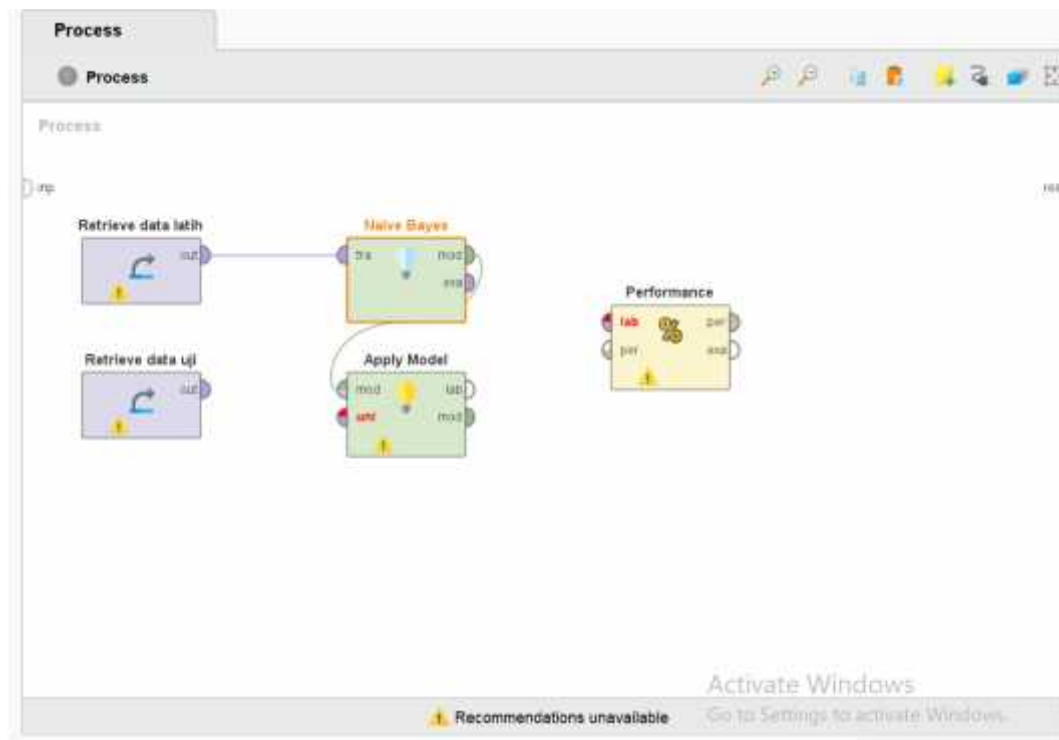 Process
Process
Process
inp
res
Retrieve data latih
out
Naive Bayes
tra
mod
exa
Performance
lab
per
%
per
exa
Retrieve data uji
out
Apply Model
mod
lab
unl
mod
Recommendations unavailable
Activate Windows
Go to Settings to activate Windows.